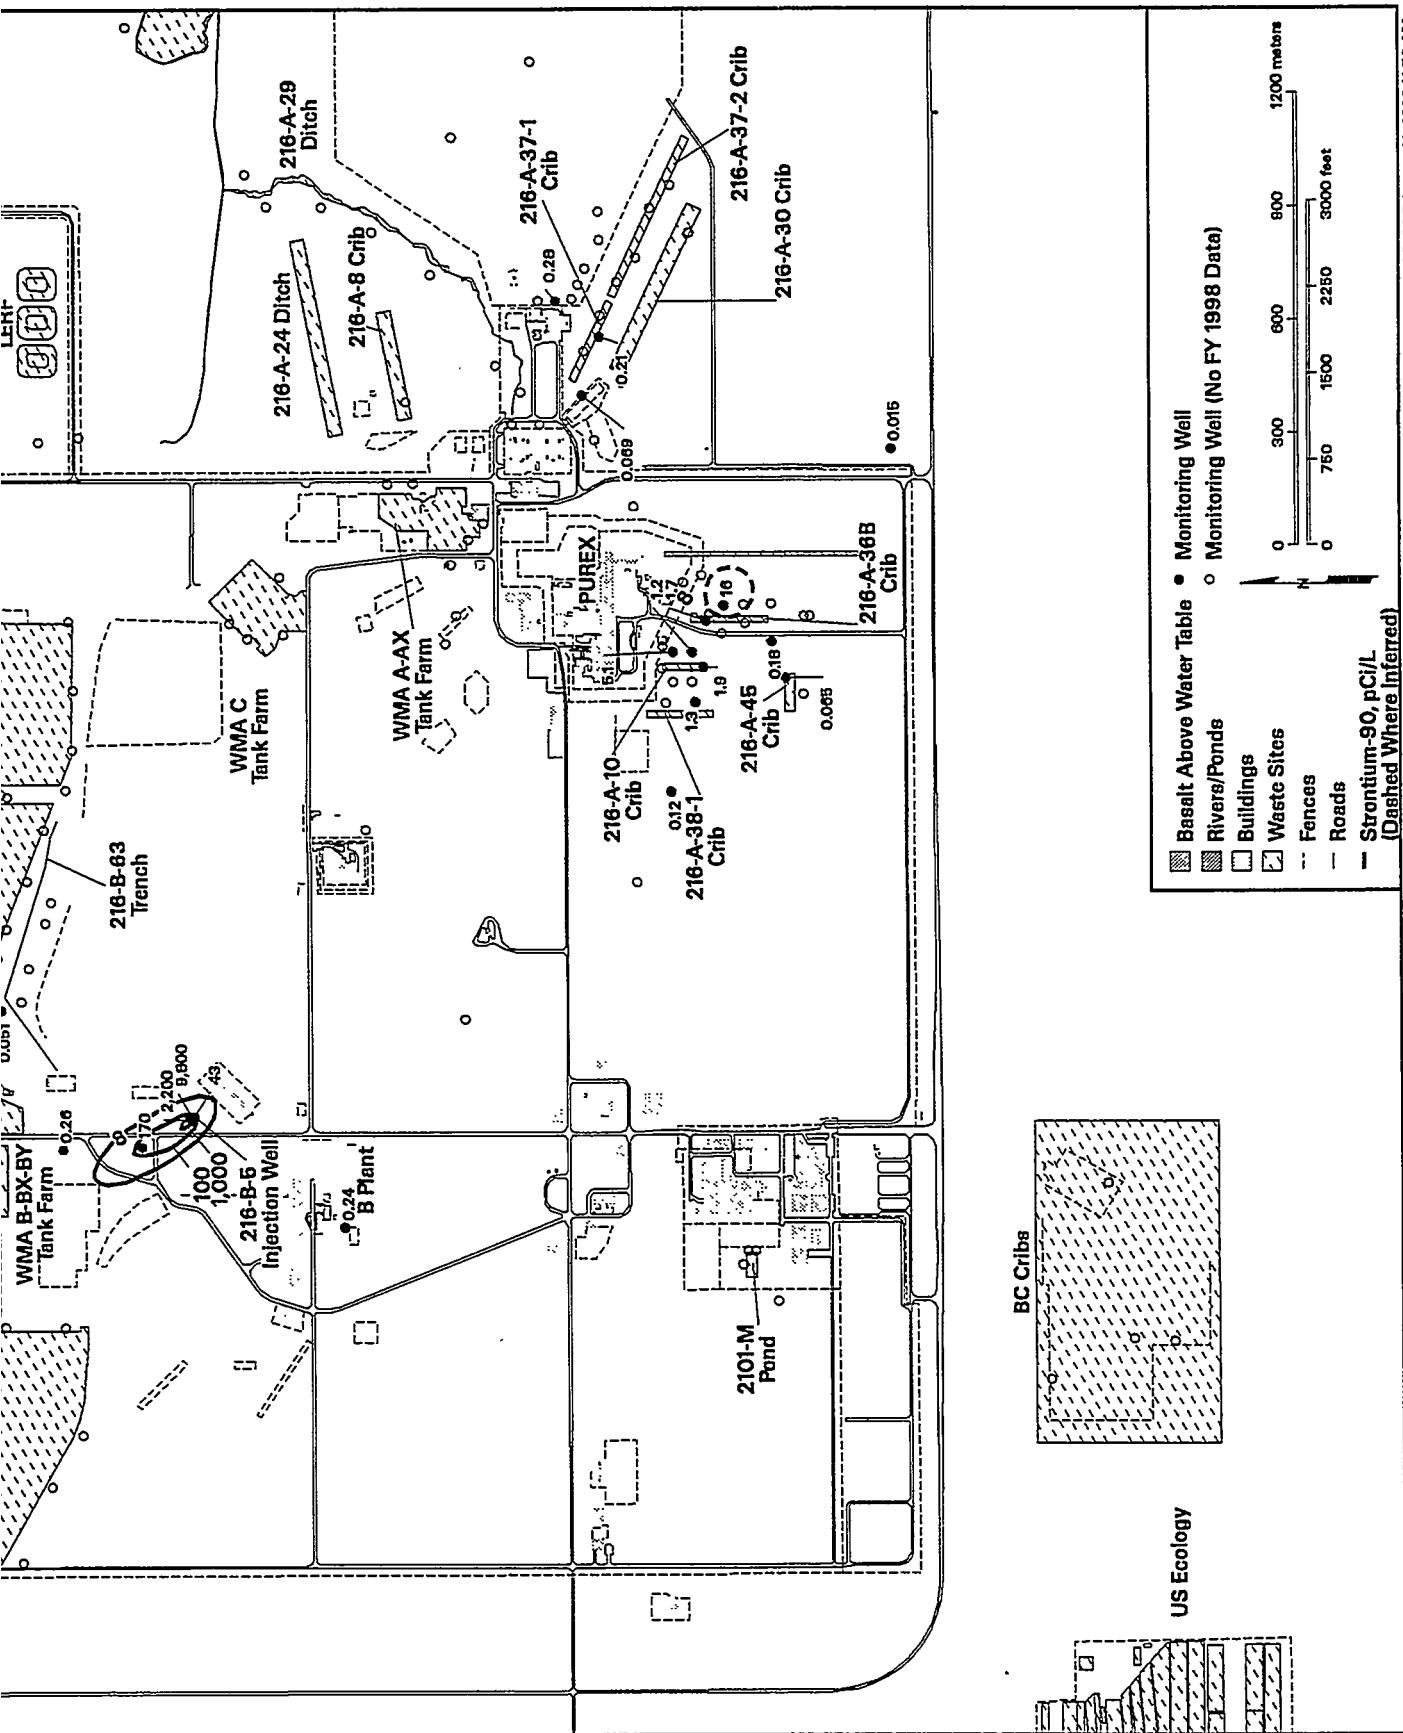 216-A-29
Ditch
216-A-24 Ditch
216-A-8 Crib
216-A-37-1
Crib
216-A-37-2 Crib
216-A-30 Crib
0.28
0.21
0.069
0.015
WMA C
Tank Farm
WMA A-AX
Tank Farm
PUREX
216-A-36B
Crib
16
5.1
1.9
1.3
0.18
0.065
0.12
216-A-45
Crib
216-A-10
Crib
216-A-38-1
Crib
216-B-63
Trench
WMA B-BX-BY
Tank Farm
0.26
8
170
2,200
9,800
43
100
1,000
216-B-5
Injection Well
0.24
B Plant
2101-M
Pond
BC Cribs
US Ecology
Basalt Above Water Table
Rivers/Ponds
Buildings
Waste Sites
Fences
Roads
Strontium-90, pCi/L
(Dashed Where Inferred)
Monitoring Well
Monitoring Well (No FY 1998 Data)
N
0 300 600 900 1200 meters
0 750 1500 2250 3000 feet